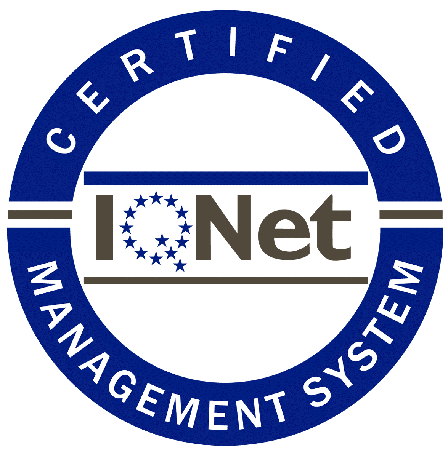 CERTIFIED
IQNet
MANAGEMENT SYSTEM